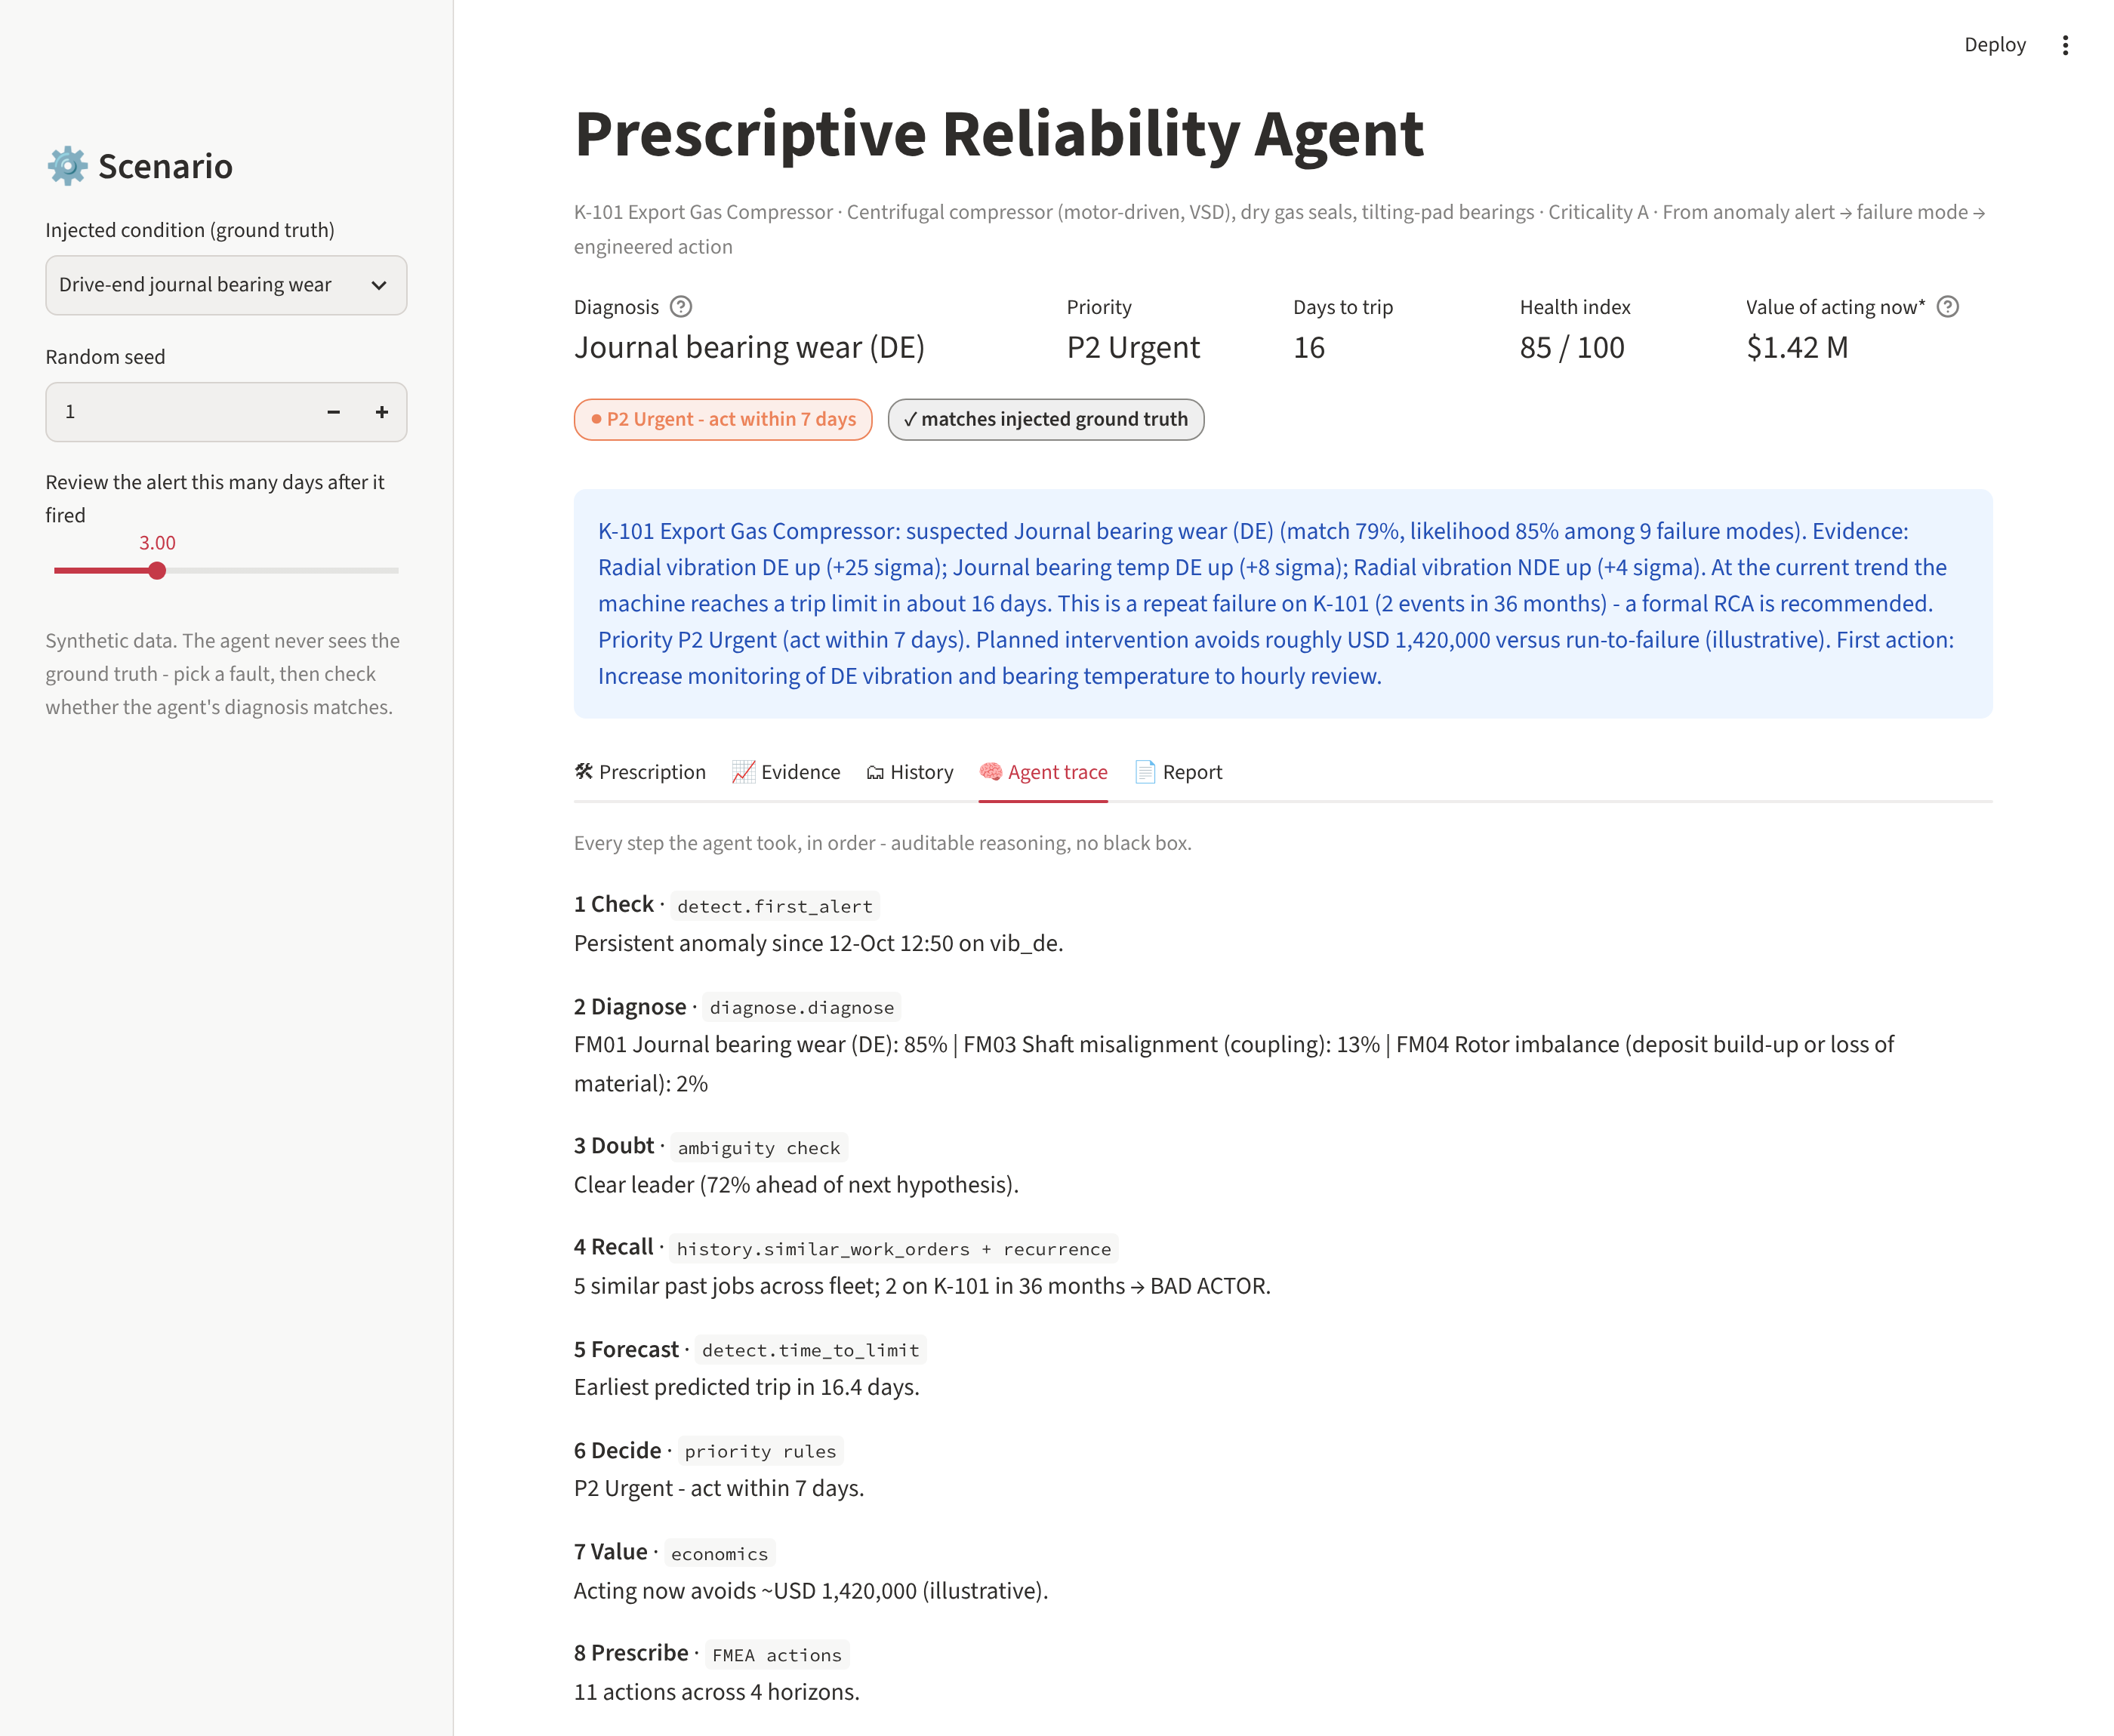 Deploy
⚙️ Scenario
Injected condition (ground truth)
Drive-end journal bearing wear
Random seed
1
Review the alert this many days after it
fired
3.00
Synthetic data. The agent never sees the
ground truth - pick a fault, then check
whether the agent's diagnosis matches.
Prescriptive Reliability Agent
K-101 Export Gas Compressor · Centrifugal compressor (motor-driven, VSD), dry gas seals, tilting-pad bearings · Criticality A · From anomaly alert → failure mode →
engineered action
Diagnosis
Journal bearing wear (DE)
Priority
P2 Urgent
Days to trip
16
Health index
85 / 100
Value of acting now*
$1.42 M
● P2 Urgent - act within 7 days
✓ matches injected ground truth
K-101 Export Gas Compressor: suspected Journal bearing wear (DE) (match 79%, likelihood 85% among 9 failure modes). Evidence:
Radial vibration DE up (+25 sigma); Journal bearing temp DE up (+8 sigma); Radial vibration NDE up (+4 sigma). At the current trend the
machine reaches a trip limit in about 16 days. This is a repeat failure on K-101 (2 events in 36 months) - a formal RCA is recommended.
Priority P2 Urgent (act within 7 days). Planned intervention avoids roughly USD 1,420,000 versus run-to-failure (illustrative). First action:
Increase monitoring of DE vibration and bearing temperature to hourly review.
🛠 Prescription 📈 Evidence 🗂 History 🧠 Agent trace 📄 Report
Every step the agent took, in order - auditable reasoning, no black box.
1 Check · detect.first_alert
Persistent anomaly since 12-Oct 12:50 on vib_de.
2 Diagnose · diagnose.diagnose
FM01 Journal bearing wear (DE): 85% | FM03 Shaft misalignment (coupling): 13% | FM04 Rotor imbalance (deposit build-up or loss of
material): 2%
3 Doubt · ambiguity check
Clear leader (72% ahead of next hypothesis).
4 Recall · history.similar_work_orders + recurrence
5 similar past jobs across fleet; 2 on K-101 in 36 months → BAD ACTOR.
5 Forecast · detect.time_to_limit
Earliest predicted trip in 16.4 days.
6 Decide · priority rules
P2 Urgent - act within 7 days.
7 Value · economics
Acting now avoids ~USD 1,420,000 (illustrative).
8 Prescribe · FMEA actions
11 actions across 4 horizons.